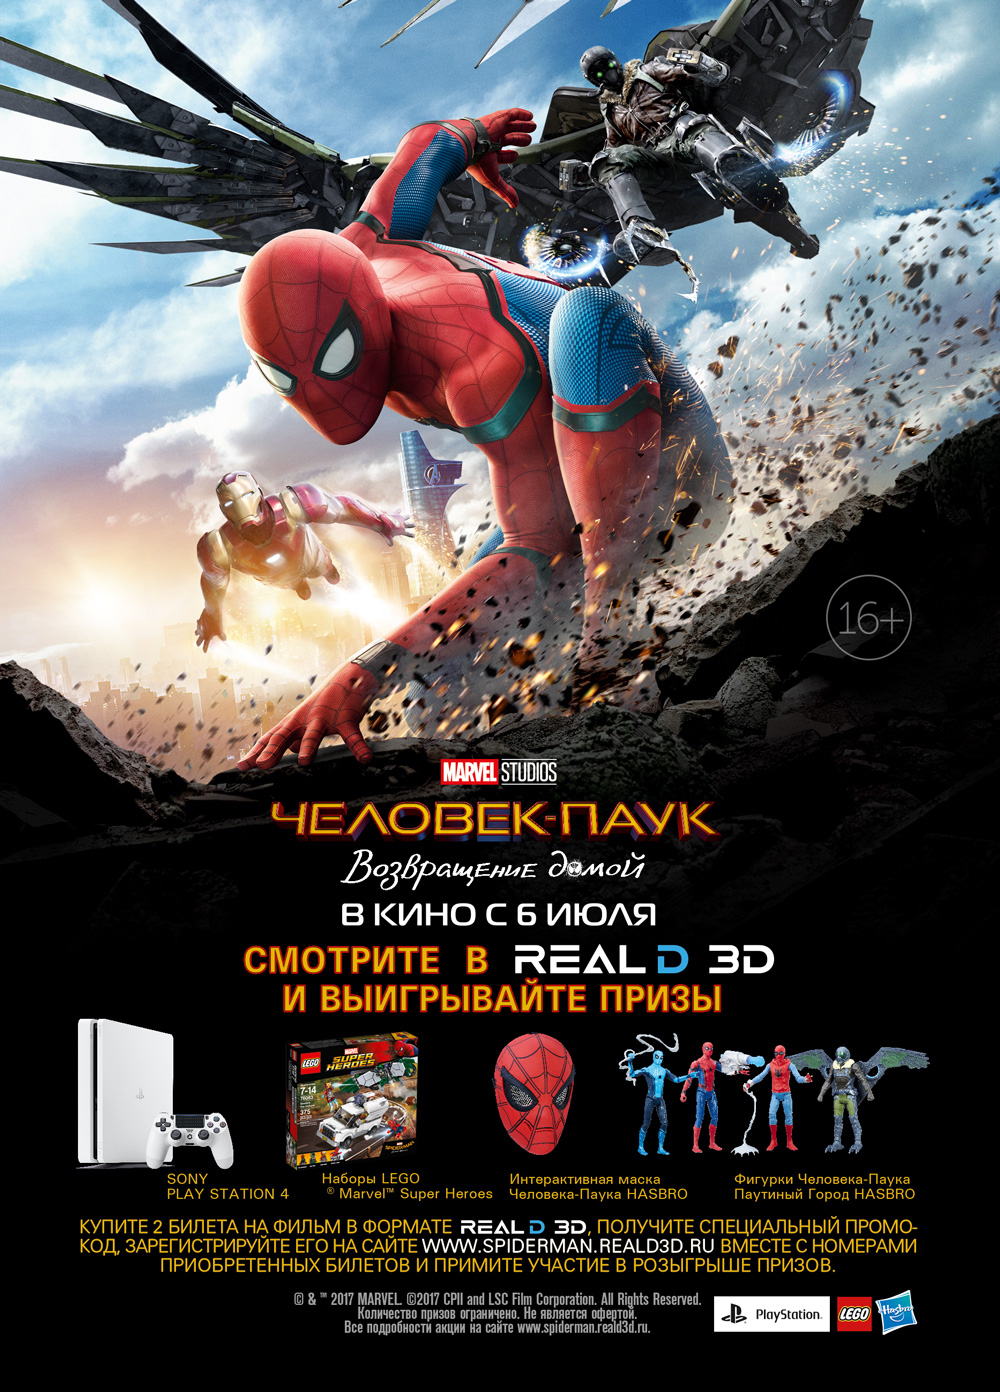 16+
MARVEL STUDIOS
ЧЕЛОВЕК-ПАУК
Возвращение домой
В КИНО С 6 ИЮЛЯ
СМОТРИТЕ В REAL D 3D
И ВЫИГРЫВАЙТЕ ПРИЗЫ
LEGO
MARVEL
SUPER HEROES
7-14
76083
375
SONY
PLAY STATION 4
Наборы LEGO
® Marvel™ Super Heroes
Интерактивная маска
Человека-Паука HASBRO
Фигурки Человека-Паука
Паутиный Город HASBRO
КУПИТЕ 2 БИЛЕТА НА ФИЛЬМ В ФОРМАТЕ REAL D 3D, ПОЛУЧИТЕ СПЕЦИАЛЬНЫЙ ПРОМО-
КОД, ЗАРЕГИСТРИРУЙТЕ ЕГО НА САЙТЕ WWW.SPIDERMAN.REALD3D.RU ВМЕСТЕ С НОМЕРАМИ
ПРИОБРЕТЕННЫХ БИЛЕТОВ И ПРИМИТЕ УЧАСТИЕ В РОЗЫГРЫШЕ ПРИЗОВ.
© & ™ 2017 MARVEL. ©2017 CPII and LSC Film Corporation. All Rights Reserved.
Количество призов ограничено. Не является офертой.
Все подробности акции на сайте www.spiderman.reald3d.ru.
PlayStation
LEGO
Hasbro